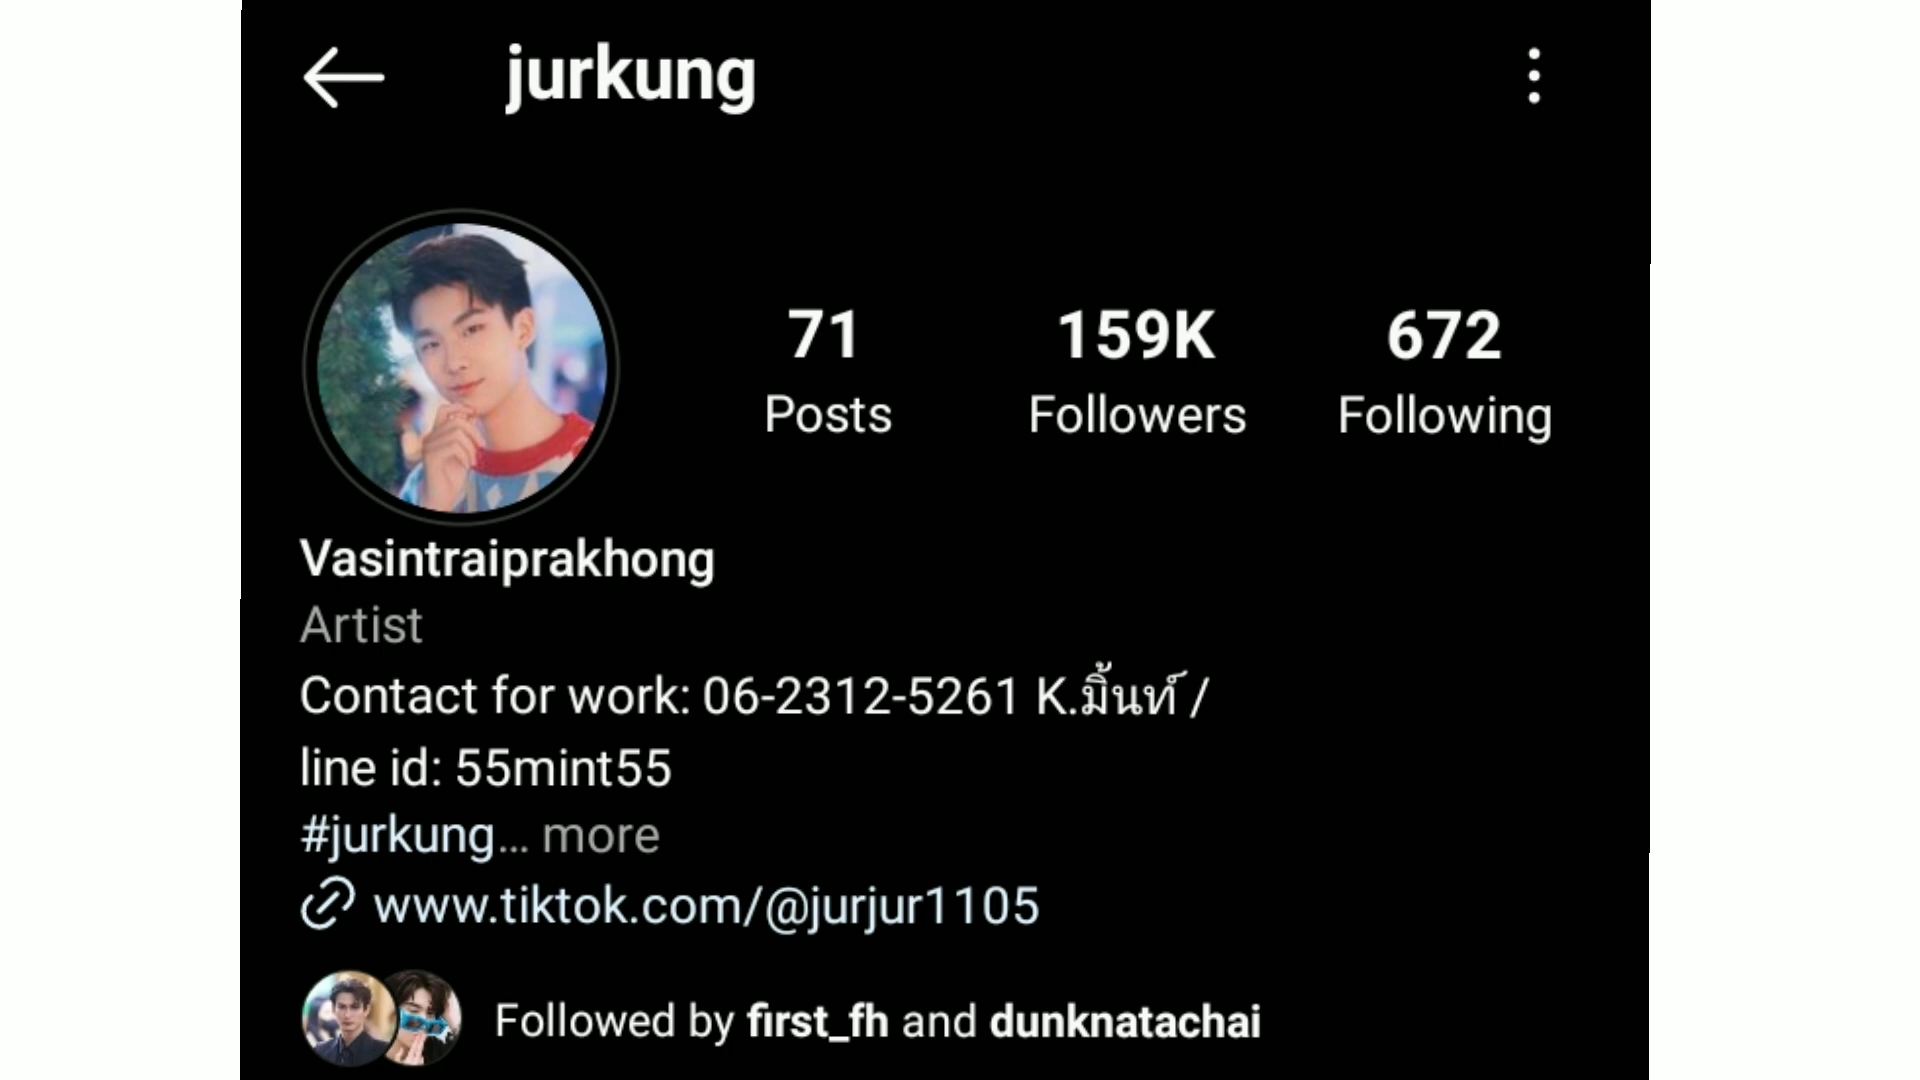 jurkung
71 159K 672
Posts Followers Following
Vasintraiprakhong
Artist
Contact for work: 06-2312-5261 K.มิ้นท์ /
line id: 55mint55
#jurkung... more
www.tiktok.com/@jurjur1105
Followed by first_fh and dunknatachai